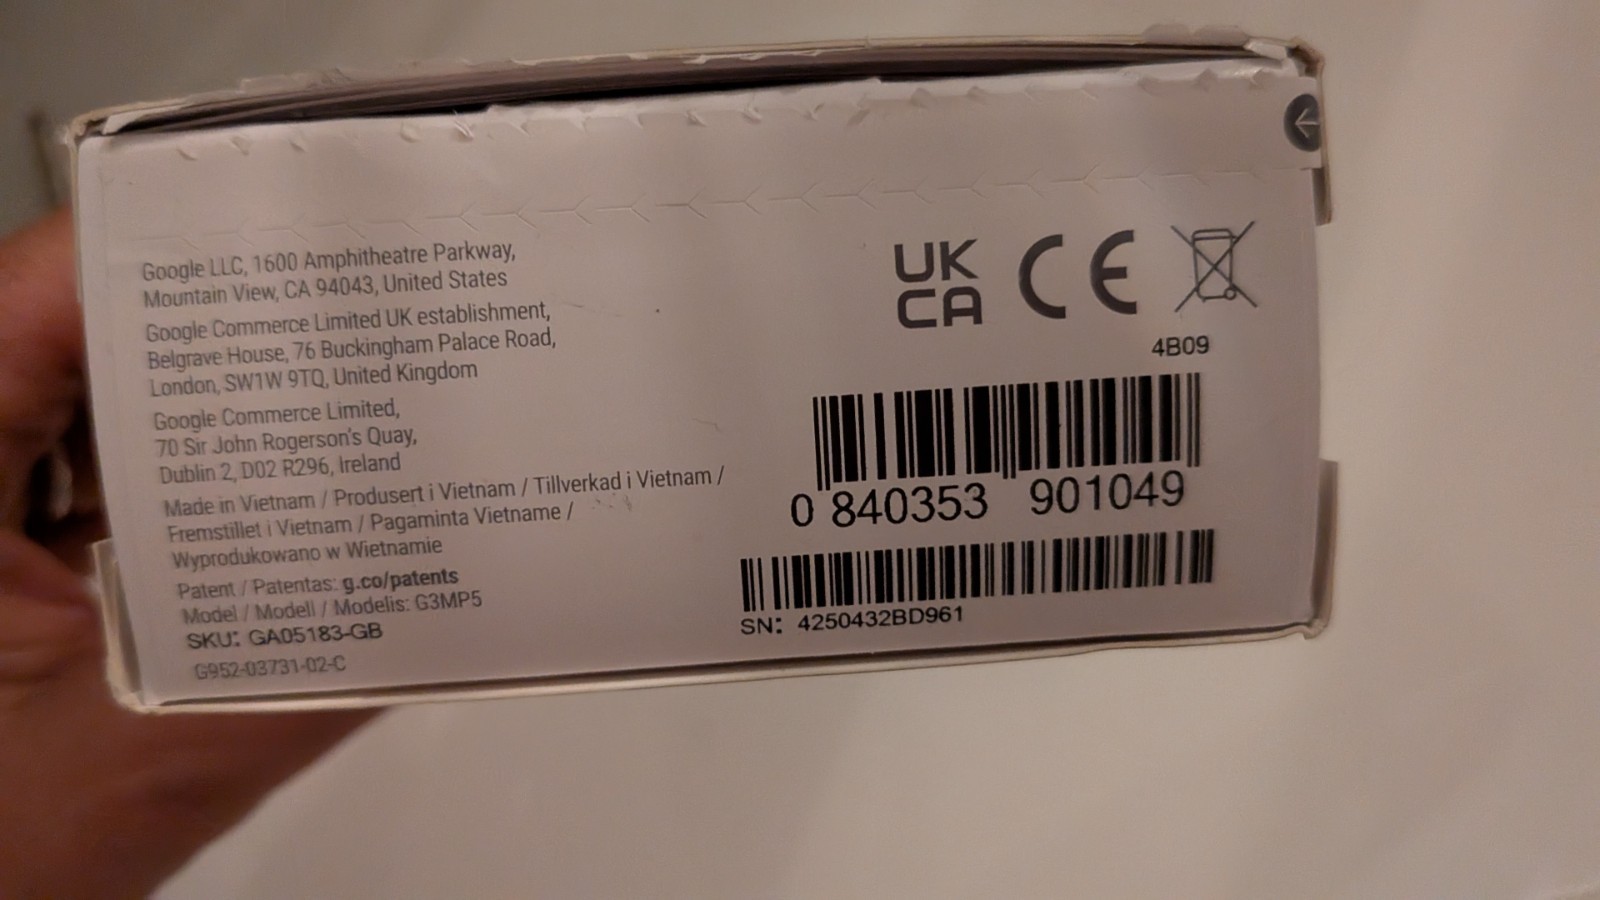 Google LLC, 1600 Amphitheatre Parkway,
Mountain View, CA 94043, United States
Google Commerce Limited UK establishment,
Belgrave House, 76 Buckingham Palace Road,
London, SW1W 9TQ, United Kingdom
Google Commerce Limited,
70 Sir John Rogerson's Quay,
Dublin 2, D02 R296, Ireland
Made in Vietnam / Produsert i Vietnam / Tillverkad i Vietnam /
Fremstillet i Vietnam / Pagaminta Vietname /
Wyprodukowano w Wietnamie
Patent / Patentas: g.co/patents
Model / Modell / Modelis: G3MP5
SKU: GA05183-GB
G952-03731-02-C
UK
CA CE
4B09
0 840353 901049
SN: 4250432BD961